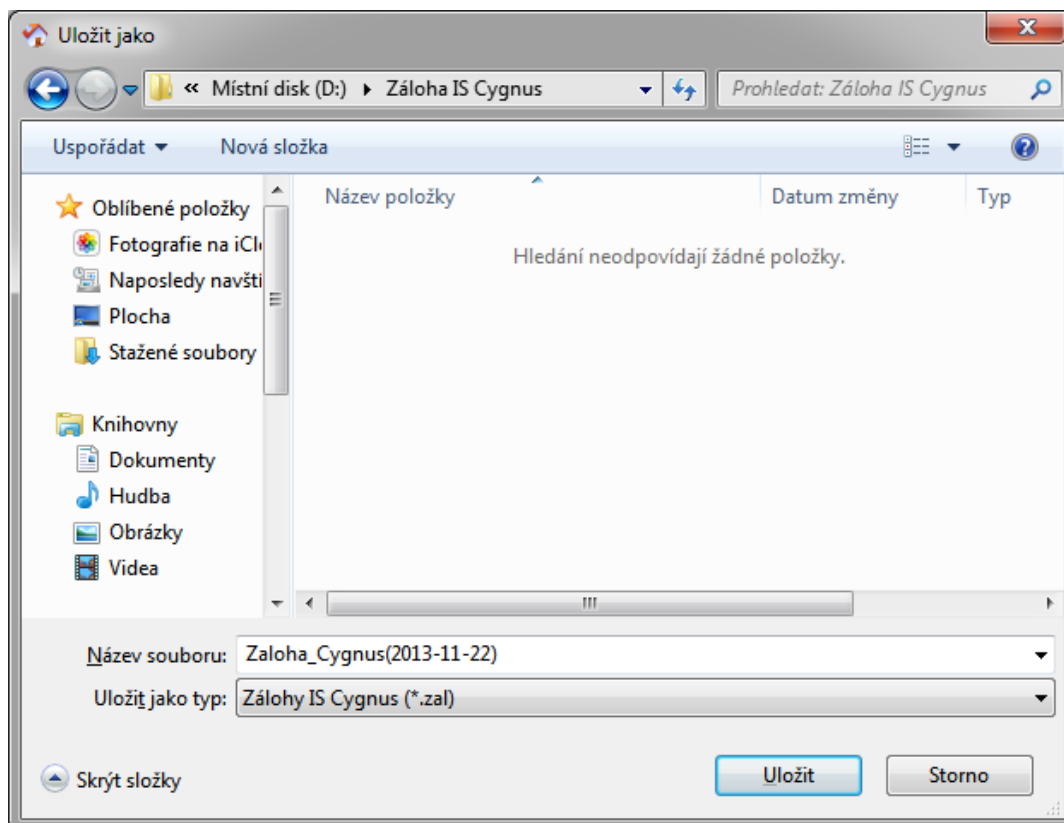 Uložit jako
« Místní disk (D:) Záloha IS Cygnus Prohledat: Záloha IS Cygnus
Uspořádat Nová složka
Název položky Datum změny Typ
Hledání neodpovídají žádné položky.
Oblíbené položky
Fotografie na iCl
Naposledy navšti
Plocha
Stažené soubory
Knihovny
Dokumenty
Hudba
Obrázky
Videa
Název souboru: Zaloha_Cygnus(2013-11-22)
Uložit jako typ: Zálohy IS Cygnus (*.zal)
Skrýt složky Uložit Storno